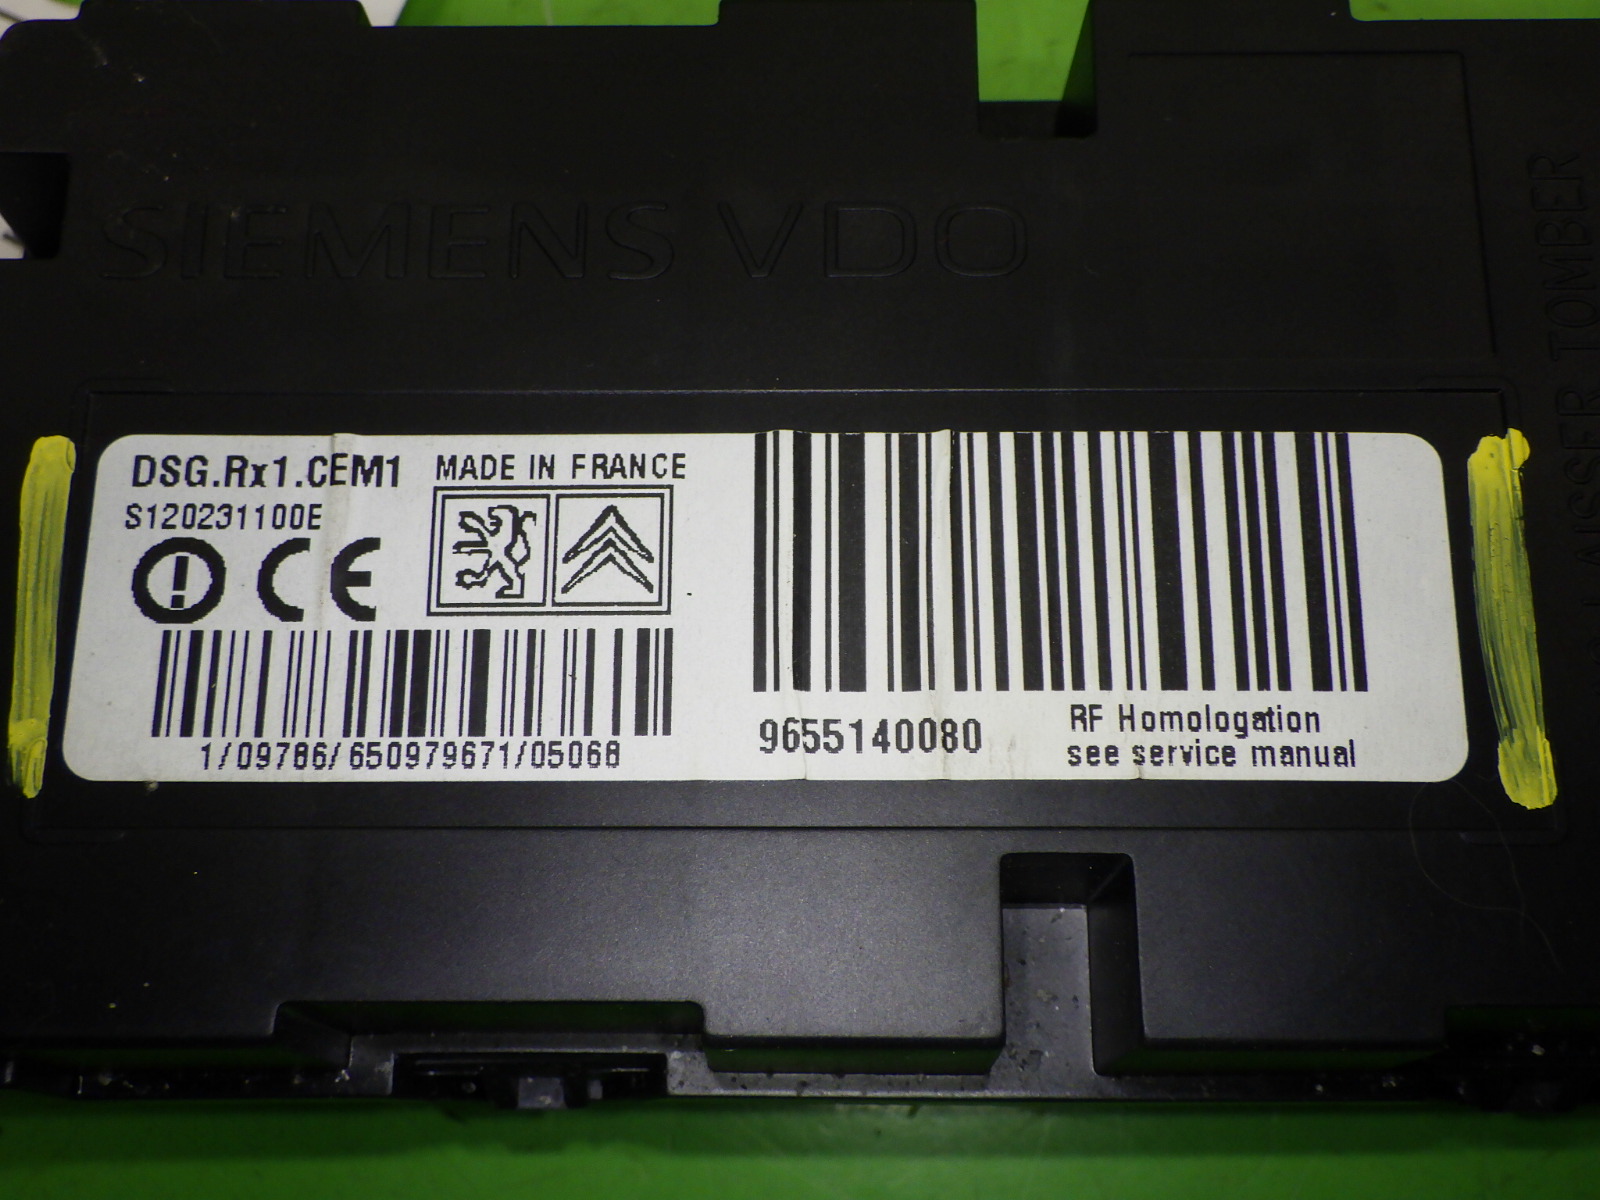 SIEMENS VDO
LAISSER TOMBER
DSG.Rx1.CEM1
MADE IN FRANCE
S120231100E
CE
1/09786/650979671/05068
9655140080
RF Homologation
see service manual